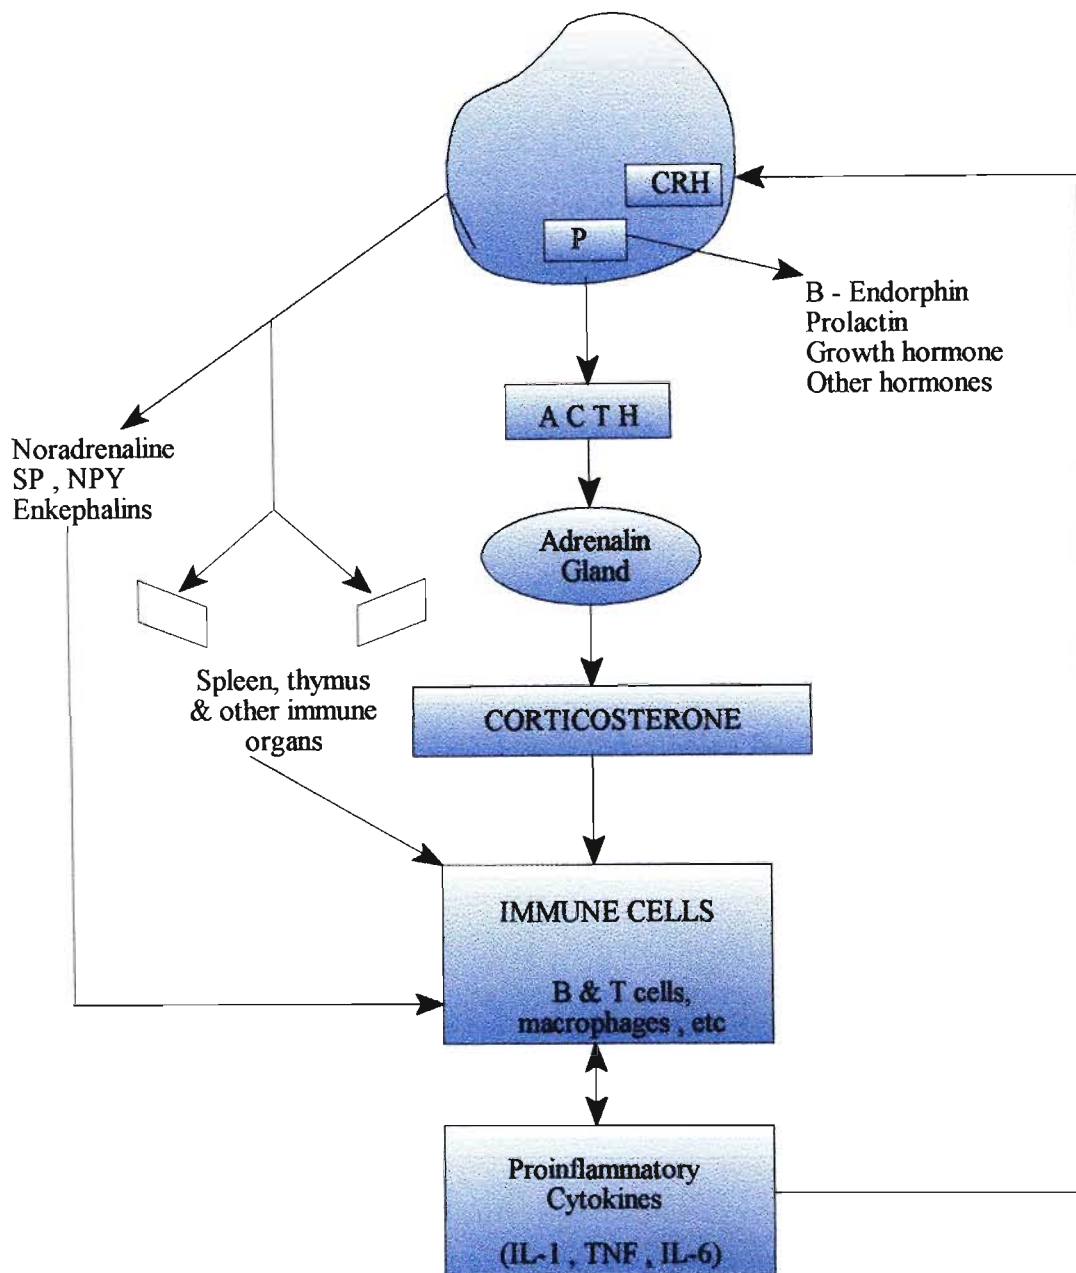 CRH
P
B - Endorphin
Prolactin
Growth hormone
Other hormones
A C T H
Noradrenaline
SP , NPY
Enkephalins
Adrenalin
Gland
Spleen, thymus
& other immune
organs
CORTICOSTERONE
IMMUNE CELLS
B & T cells,
macrophages , etc
Proinflammatory
Cytokines
(IL-1 , TNF , IL-6)